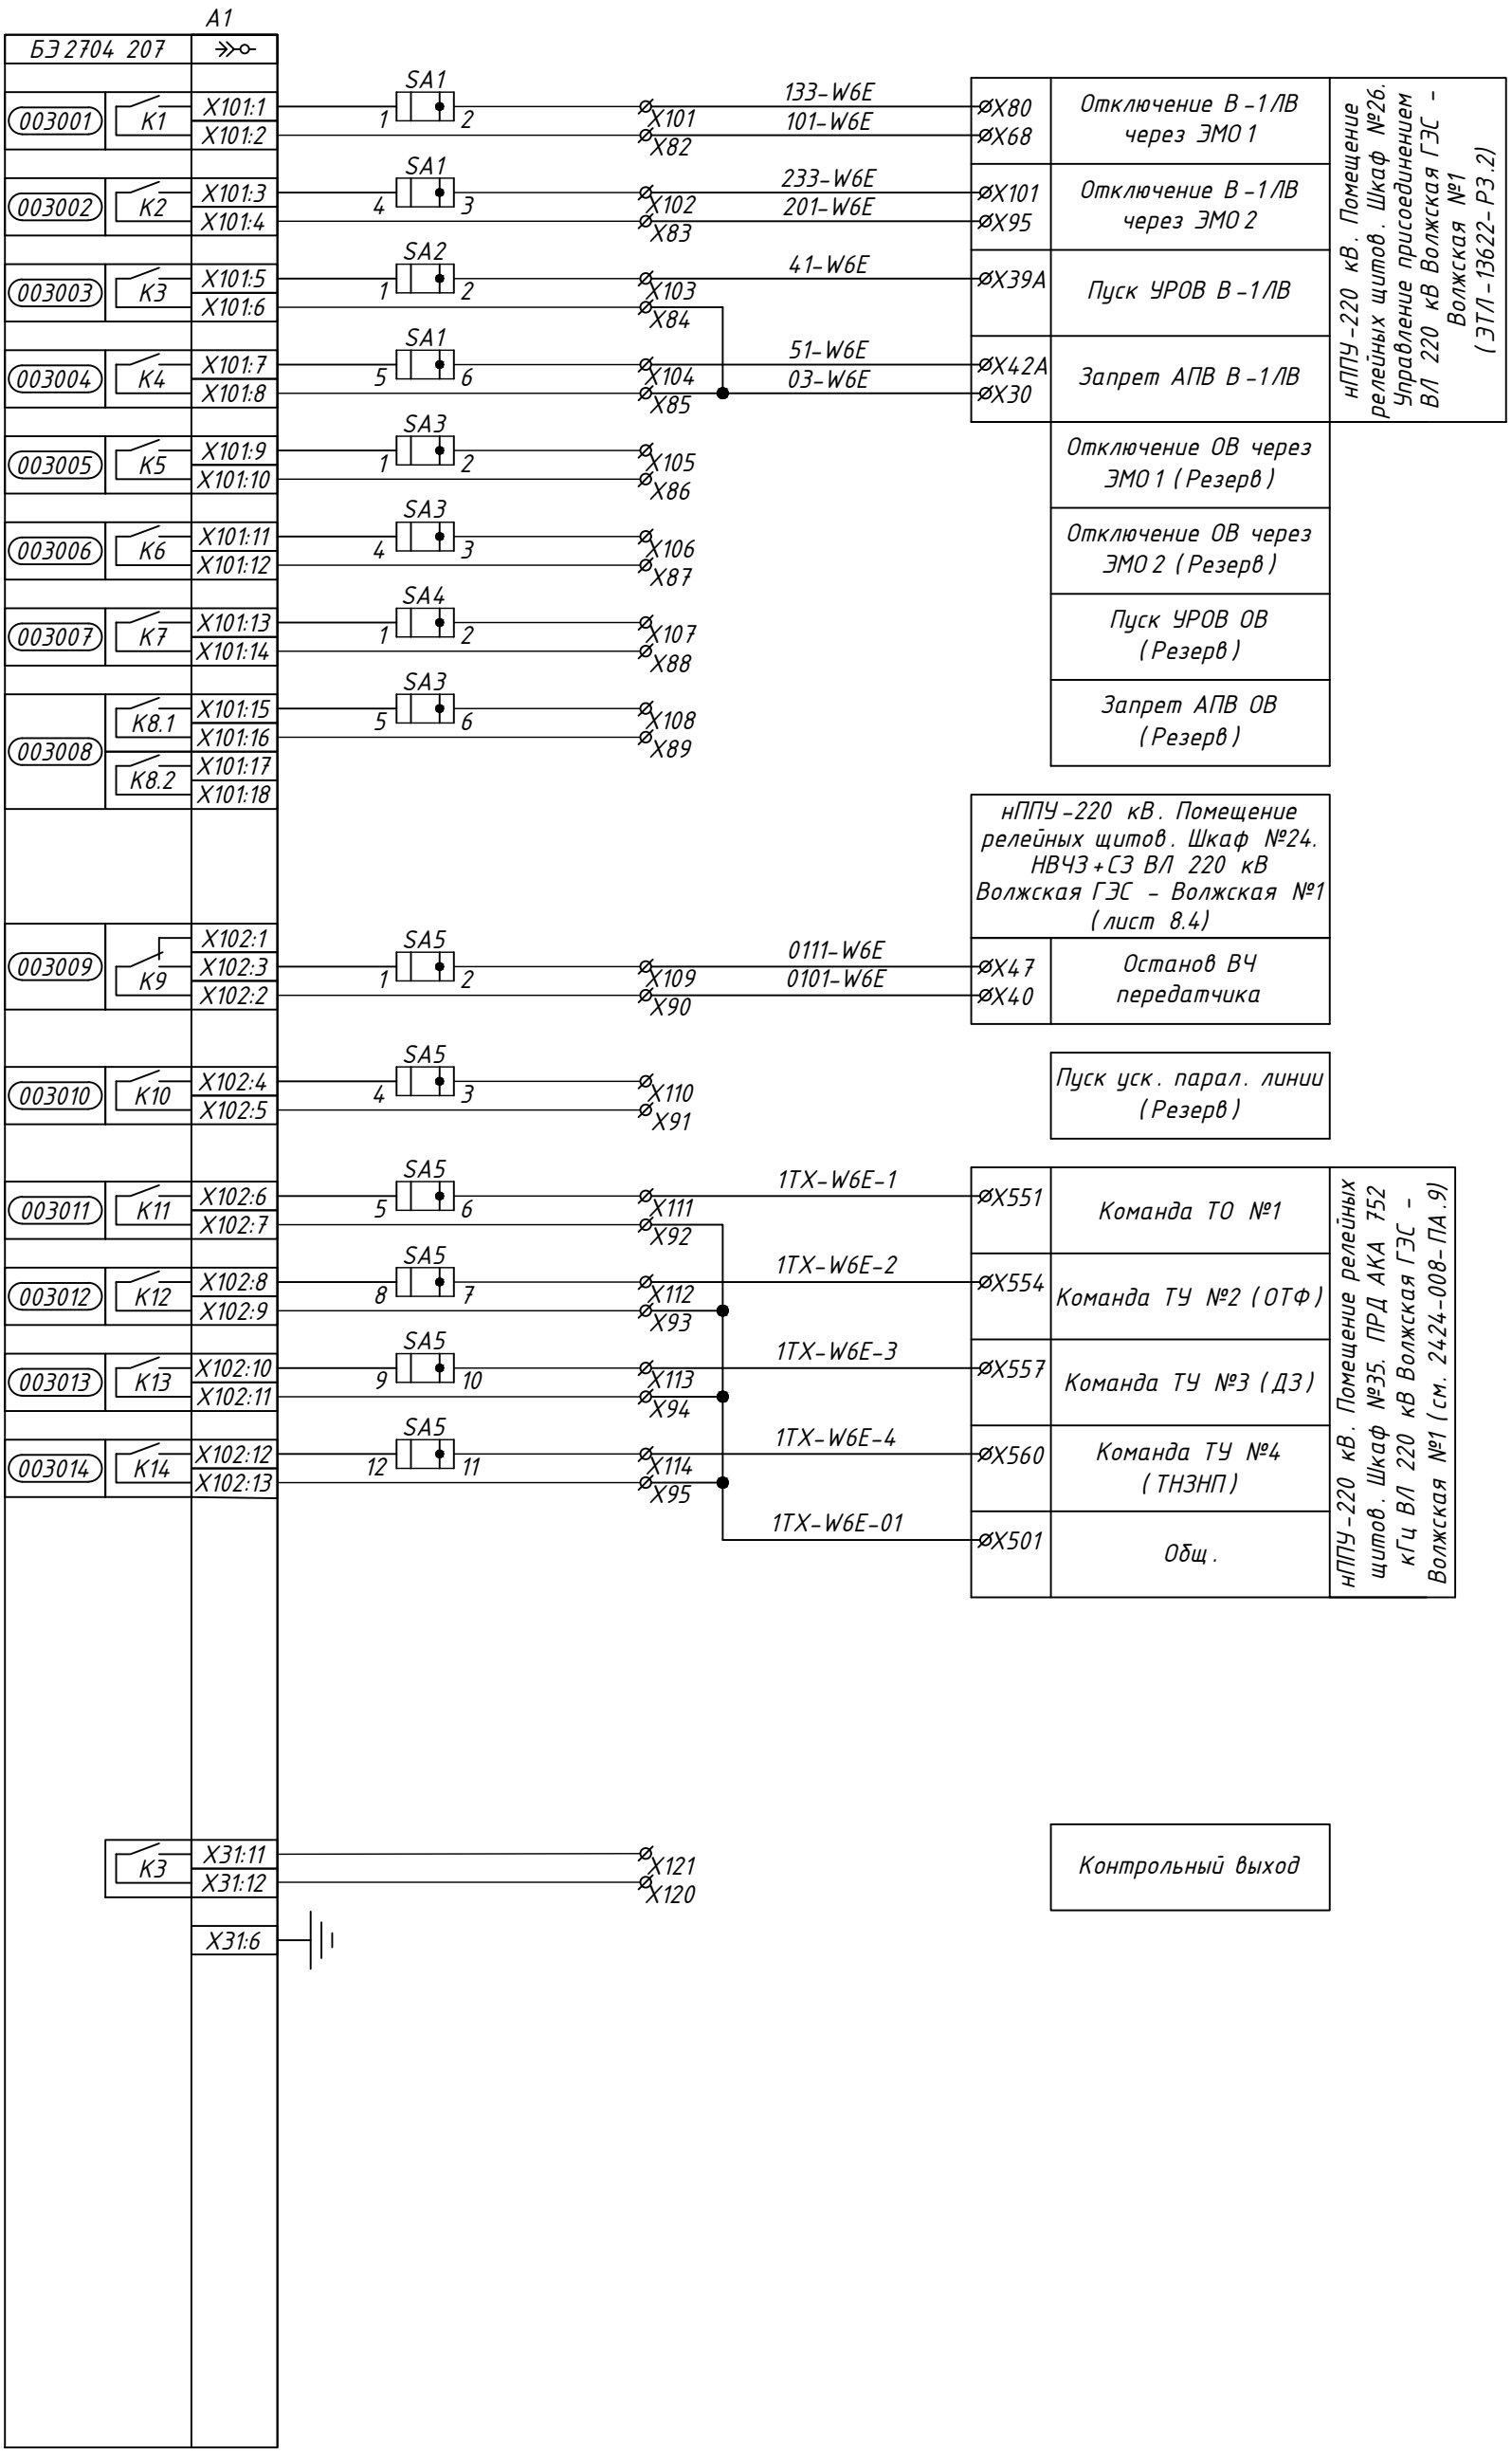 A1
БЭ 2704 207
SA1
133-W6E
003001
K1
X101:1
1
2
X101
X80
Отключение В-1ЛВ
X101:2
X82
101-W6E
X68
через ЭМО1
SA1
233-W6E
003002
K2
X101:3
4
3
X102
X101
Отключение В-1ЛВ
X101:4
X83
201-W6E
X95
через ЭМО2
SA2
41-W6E
003003
K3
X101:5
1
2
X103
X39A
Пуск УРОВ В-1ЛВ
X101:6
X84
SA1
51-W6E
003004
K4
X101:7
5
6
X104
X42A
Запрет АПВ В-1ЛВ
X101:8
X85
03-W6E
X30
нППУ-220 кВ. Помещение
релейных щитов. Шкаф №26.
Управление присоединением
ВЛ 220 кВ Волжская ГЭС -
Волжская №1
(ЭТЛ-13622-РЗ.2)
SA3
003005
K5
X101:9
1
2
X105
Отключение ОВ через
X101:10
X86
ЭМО1 (Резерв)
SA3
003006
K6
X101:11
4
3
X106
Отключение ОВ через
X101:12
X87
ЭМО2 (Резерв)
SA4
003007
K7
X101:13
1
2
X107
Пуск УРОВ ОВ
X101:14
X88
(Резерв)
SA3
003008
K8.1
X101:15
5
6
X108
Запрет АПВ ОВ
X101:16
X89
(Резерв)
K8.2
X101:17
X101:18
нППУ-220 кВ. Помещение
релейных щитов. Шкаф №24.
НВЧЗ+СЗ ВЛ 220 кВ
Волжская ГЭС - Волжская №1
(лист 8.4)
X102:1
SA5
0111-W6E
003009
K9
X102:3
1
2
X109
X47
Останов ВЧ
X102:2
X90
0101-W6E
X40
передатчика
SA5
003010
K10
X102:4
4
3
X110
Пуск уск. парал. линии
X102:5
X91
(Резерв)
SA5
1TX-W6E-1
003011
K11
X102:6
5
6
X111
X551
Команда ТО №1
X102:7
X92
SA5
1TX-W6E-2
003012
K12
X102:8
8
7
X112
X554
Команда ТУ №2 (ОТФ)
X102:9
X93
SA5
1TX-W6E-3
003013
K13
X102:10
9
10
X113
X557
Команда ТУ №3 (ДЗ)
X102:11
X94
SA5
1TX-W6E-4
003014
K14
X102:12
12
11
X114
X560
Команда ТУ №4
X102:13
X95
(ТНЗНП)
1TX-W6E-01
X501
Общ.
нППУ-220 кВ. Помещение релейных
щитов. Шкаф №35. ПРД АКА 752
кГц ВЛ 220 кВ Волжская ГЭС -
Волжская №1 (см. 2424-008-ПА.9)
K3
X31:11
X121
Контрольный выход
X31:12
X120
X31:6